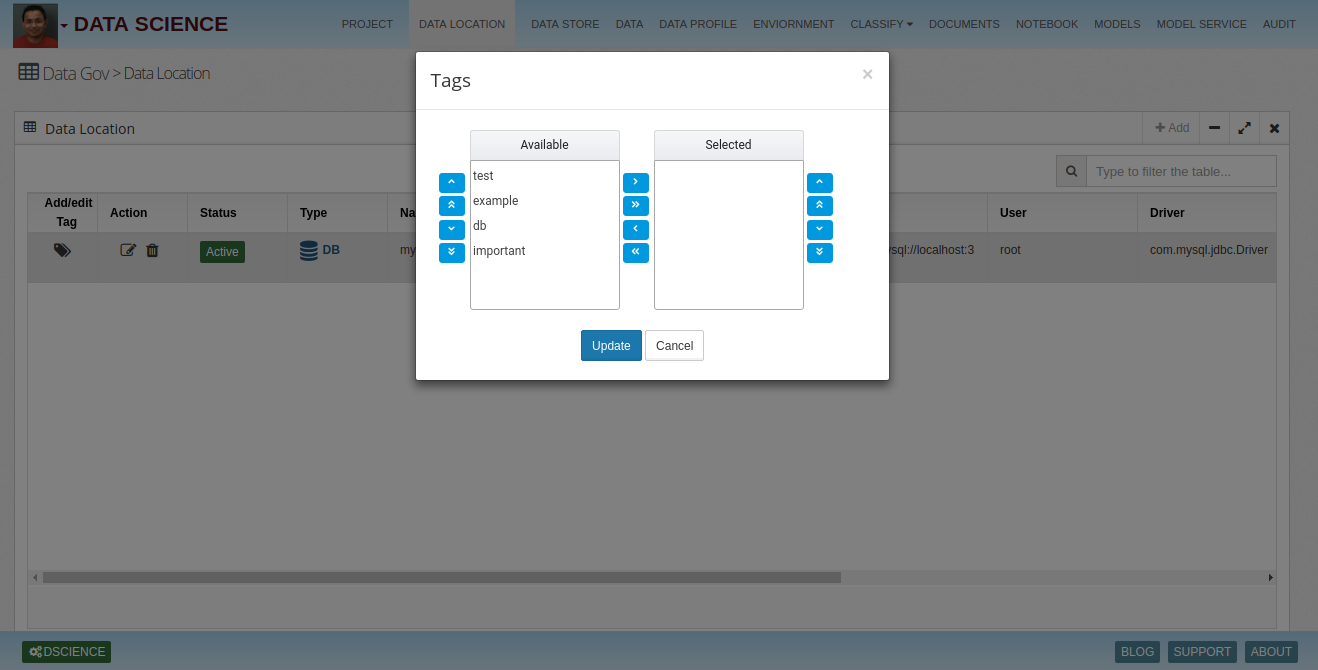 DATA SCIENCE
PROJECT DATA LOCATION DATA STORE DATA DATA PROFILE ENVIORNMENT CLASSIFY DOCUMENTS NOTEBOOK MODELS MODEL SERVICE AUDIT
Data Gov > Data Location
Tags ×
Data Location
+ Add
Available Selected
test
example
db
important
Update Cancel
Type to filter the table...
Add/edit Tag Action Status Type Na User Driver
Active DB my sql://localhost:3 root com.mysql.jdbc.Driver
DSCIENCE
BLOG SUPPORT ABOUT